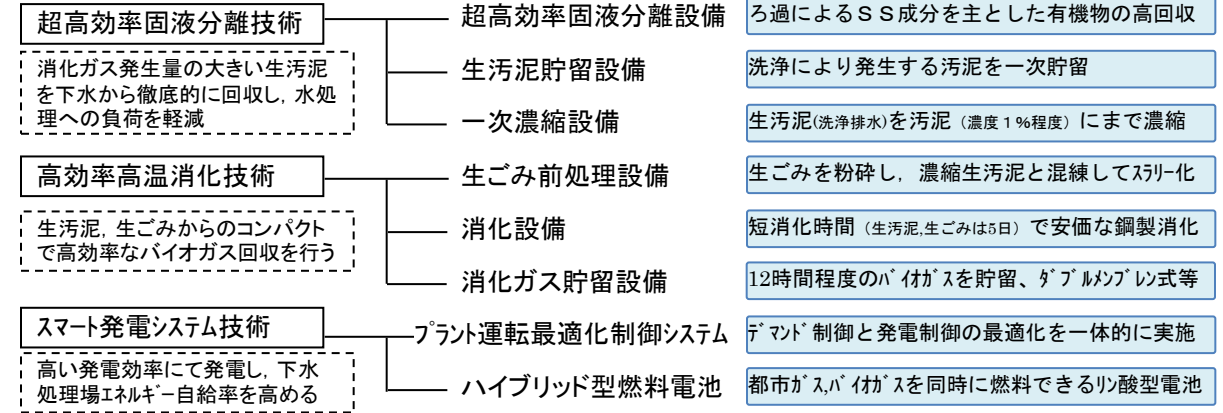 超高効率固液分離技術
消化ガス発生量の大きい生汚泥
を下水から徹底的に回収し，水処
理への負荷を軽減
超高効率固液分離設備
ろ過によるＳＳ成分を主とした有機物の高回収
生汚泥貯留設備
洗浄により発生する汚泥を一次貯留
一次濃縮設備
生汚泥(洗浄排水)を汚泥（濃度１%程度）にまで濃縮
高効率高温消化技術
生汚泥，生ごみからのコンパクト
で高効率なバイオガス回収を行う
生ごみ前処理設備
生ごみを粉砕し，濃縮生汚泥と混練してｽﾗﾘｰ化
消化設備
短消化時間（生汚泥,生ごみは5日）で安価な鋼製消化
消化ガス貯留設備
12時間程度のﾊﾞｲｵｶﾞｽを貯留、ﾀﾞﾌﾞﾙﾒﾝﾌﾞﾚﾝ式等
ｽﾏｰﾄ発電ｼｽﾃﾑ技術
高い発電効率にて発電し，下水
処理場ｴﾈﾙｷﾞｰ自給率を高める
ﾌﾟﾗﾝﾄ運転最適化制御ｼｽﾃﾑ
ﾃﾞﾏﾝﾄﾞ制御と発電制御の最適化を一体的に実施
ハイブリッド型燃料電池
都市ｶﾞｽ,ﾊﾞｲｵｶﾞｽを同時に燃料できるﾘﾝ酸型電池